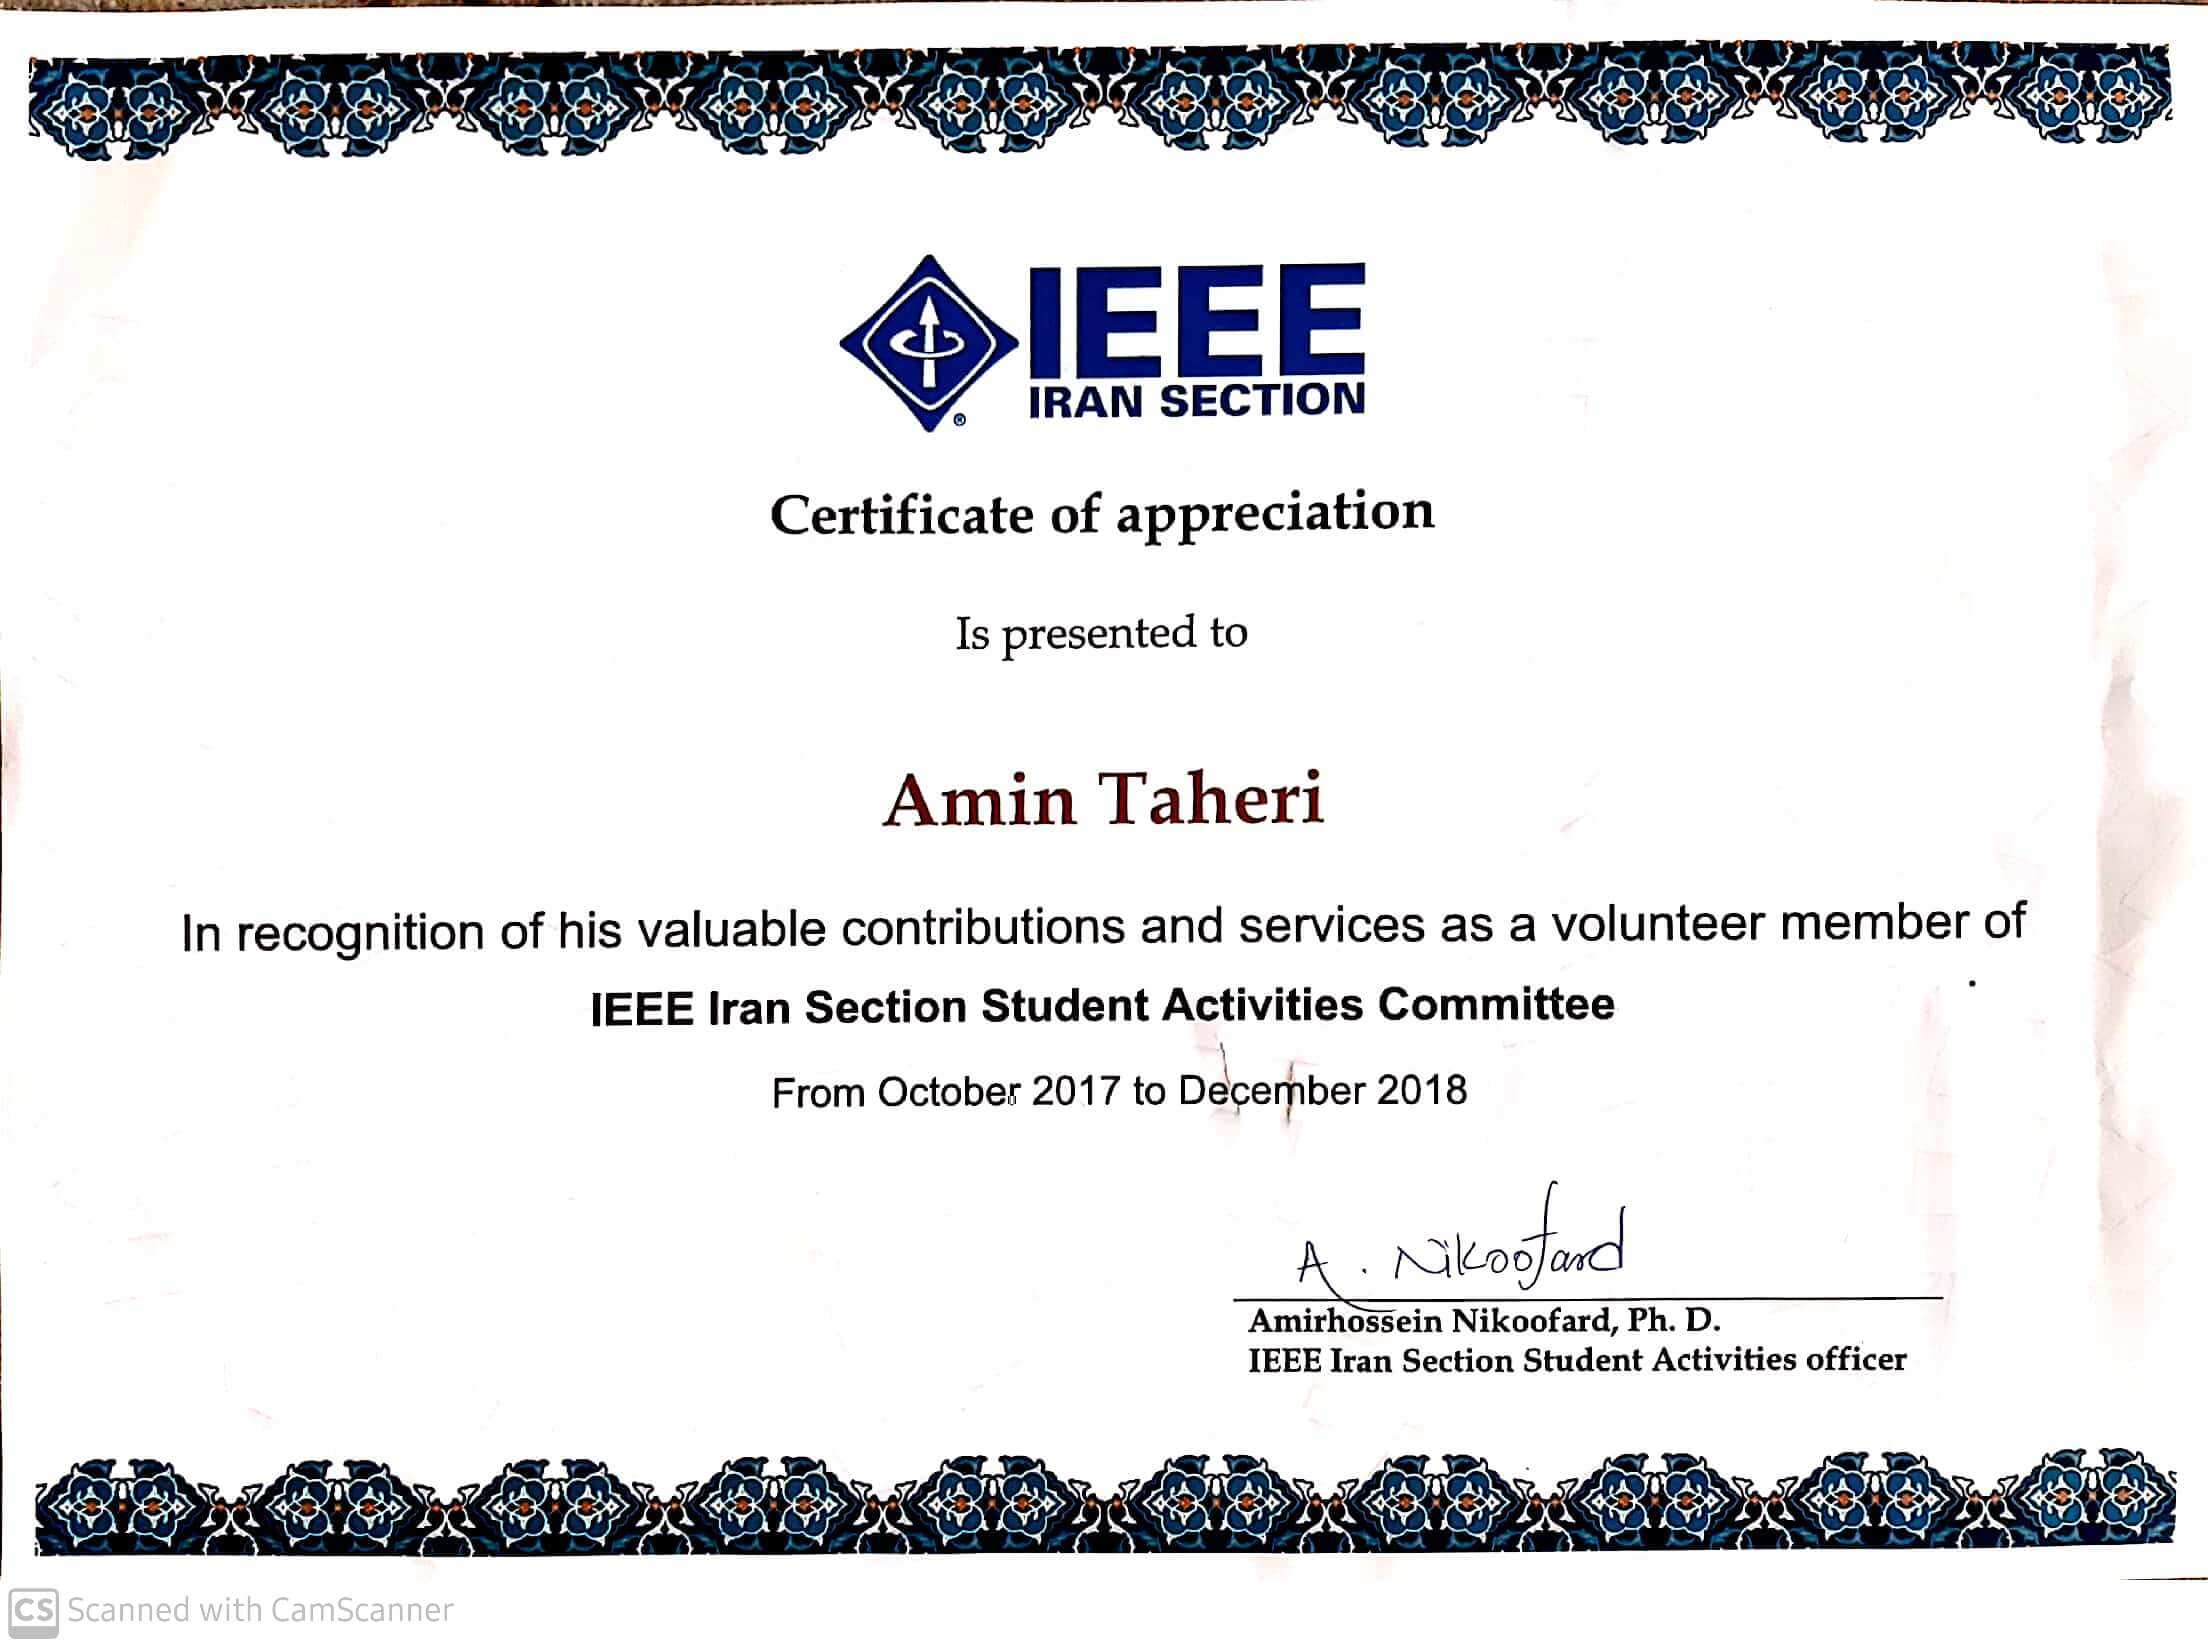 IEEE
IRAN SECTION
®
Certificate of appreciation
Is presented to
Amin Taheri
In recognition of his valuable contributions and services as a volunteer member of
IEEE Iran Section Student Activities Committee
From October 2017 to December 2018
A. Nikoofard
Amirhossein Nikoofard, Ph. D.
IEEE Iran Section Student Activities officer
CS Scanned with CamScanner